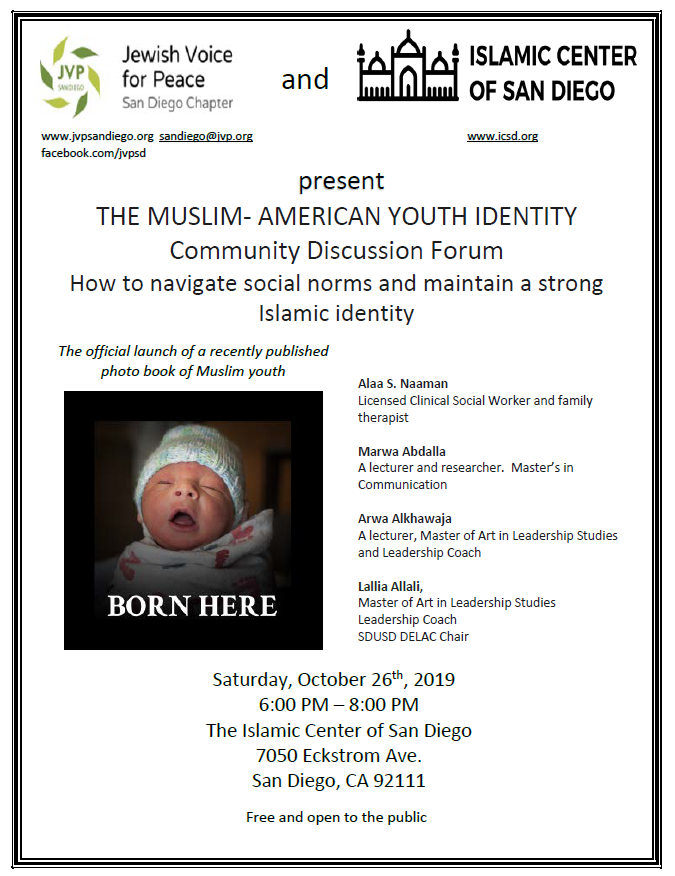 JVP
SAN DIEGO
Jewish Voice
for Peace
San Diego Chapter
and
ISLAMIC CENTER
OF SAN DIEGO
www.jvpsandiego.org sandiego@jvp.org
facebook.com/jvpsd
www.icsd.org
present
THE MUSLIM- AMERICAN YOUTH IDENTITY
Community Discussion Forum
How to navigate social norms and maintain a strong
Islamic identity
The official launch of a recently published
photo book of Muslim youth
BORN HERE
Alaa S. Naaman
Licensed Clinical Social Worker and family
therapist
Marwa Abdalla
A lecturer and researcher. Master's in
Communication
Arwa Alkhawaja
A lecturer, Master of Art in Leadership Studies
and Leadership Coach
Lallia Allali,
Master of Art in Leadership Studies
Leadership Coach
SDUSD DELAC Chair
Saturday, October 26th, 2019
6:00 PM – 8:00 PM
The Islamic Center of San Diego
7050 Eckstrom Ave.
San Diego, CA 92111
Free and open to the public